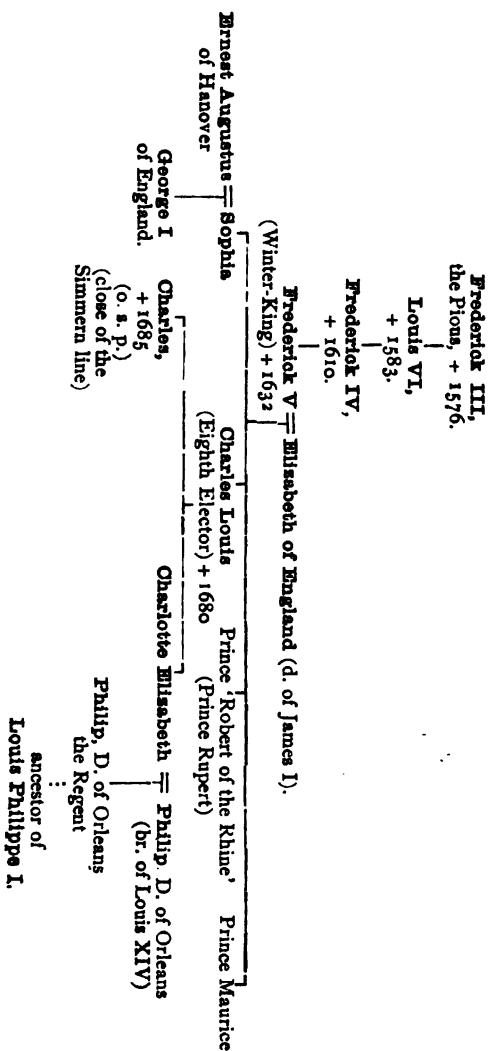 Frederick III,
the Pious, + 1576.
Louis VI,
+ 1583.
Frederick IV,
+ 1610.
Frederick V = Elisabeth of England (d. of James I).
(Winter-King) + 1632
Ernest Augustus = Sophia
of Hanover
Charles Louis
(Eighth Elector) + 1680
Prince 'Robert of the Rhine'
(Prince Rupert)
Prince Maurice
George I
of England.
Charles,
+ 1685
(o. s. p.)
(close of the
Simmern line)
Charlotte Elisabeth = Philip, D. of Orleans
(br. of Louis XIV)
Philip, D. of Orleans
the Regent
ancestor of
Louis Philippe I.